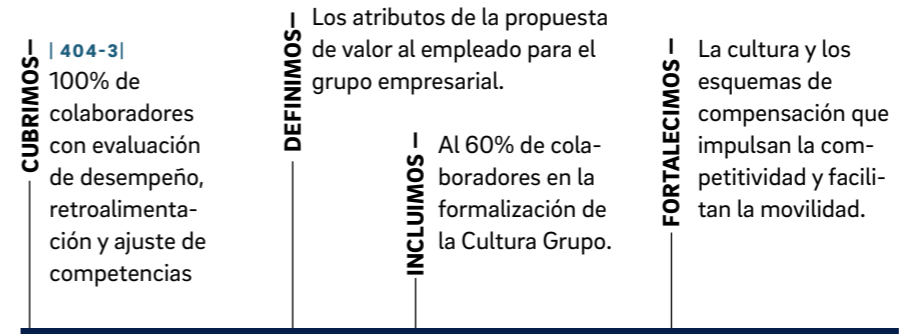 CUBRIMOS—
| 404-3|
100% de
colaboradores
con evaluación
de desempeño,
retroalimenta-
ción y ajuste de
competencias
DEFINIMOS—
Los atributos de la propuesta
de valor al empleado para el
grupo empresarial.
INCLUIMOS —
Al 60% de cola-
boradores en la
formalización de
la Cultura Grupo.
FORTALECIMOS —
La cultura y los
esquemas de
compensación que
impulsan la com-
petitividad y facili-
tan la movilidad.